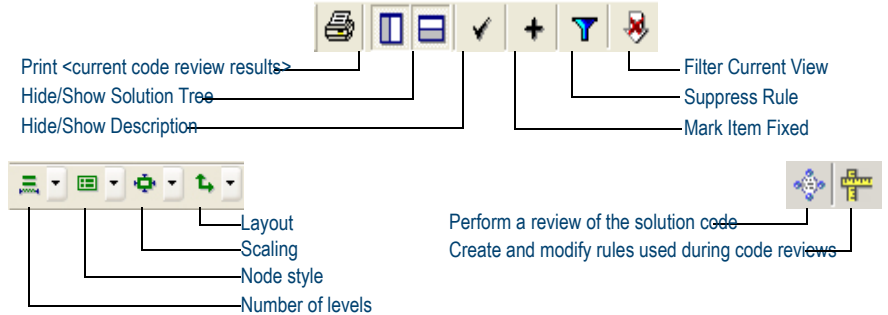 Print <current code review results>
Filter Current View
Hide/Show Solution Tree
Suppress Rule
Hide/Show Description
Mark Item Fixed
Layout
Scaling
Node style
Number of levels
Perform a review of the solution code
Create and modify rules used during code reviews